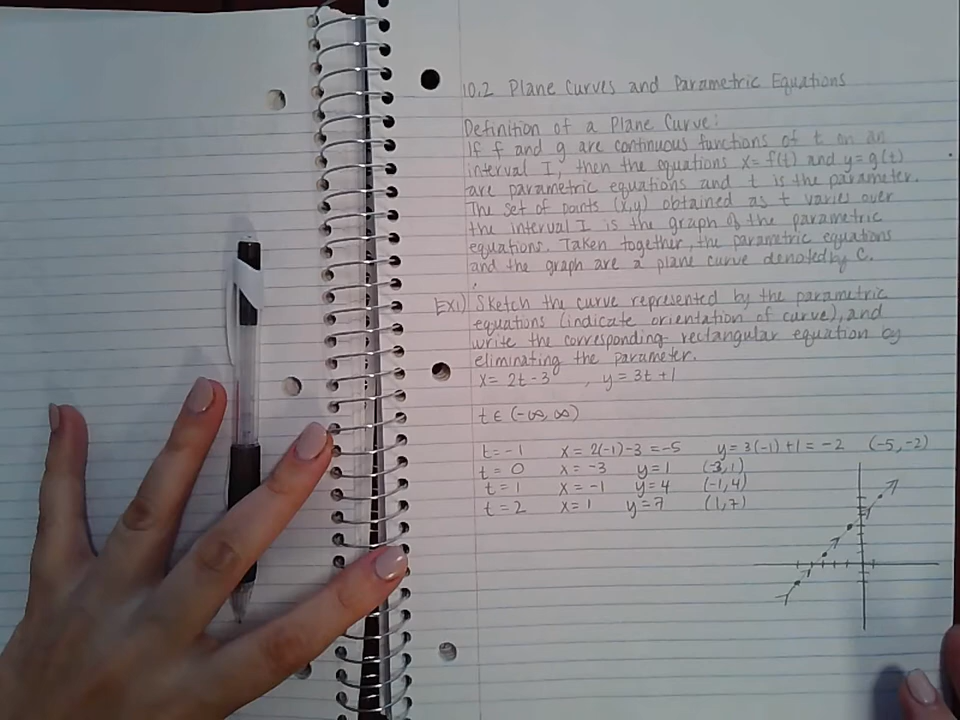 10.2 Plane Curves and Parametric Equations
Definition of a Plane Curve:
If f and g are continuous functions of t on an
interval I, then the equations x=f(t) and y=g(t)
are parametric equations and t is the parameter.
The set of points (x,y) obtained as t varies over
the interval I is the graph of the parametric
equations. Taken together, the parametric equations
and the graph are a plane curve denoted by C.
EX1) Sketch the curve represented by the parametric
equations (indicate orientation of curve), and
write the corresponding rectangular equation by
eliminating the parameter.
x = 2t-3 , y = 3t+1
t ∈ (-∞, ∞)
t = -1 x = 2(-1)-3 = -5 y = 3(-1)+1 = -2 (-5,-2)
t = 0 x = -3 y = 1 (-3,1)
t = 1 x = -1 y = 4 (-1,4)
t = 2 x = 1 y = 7 (1,7)